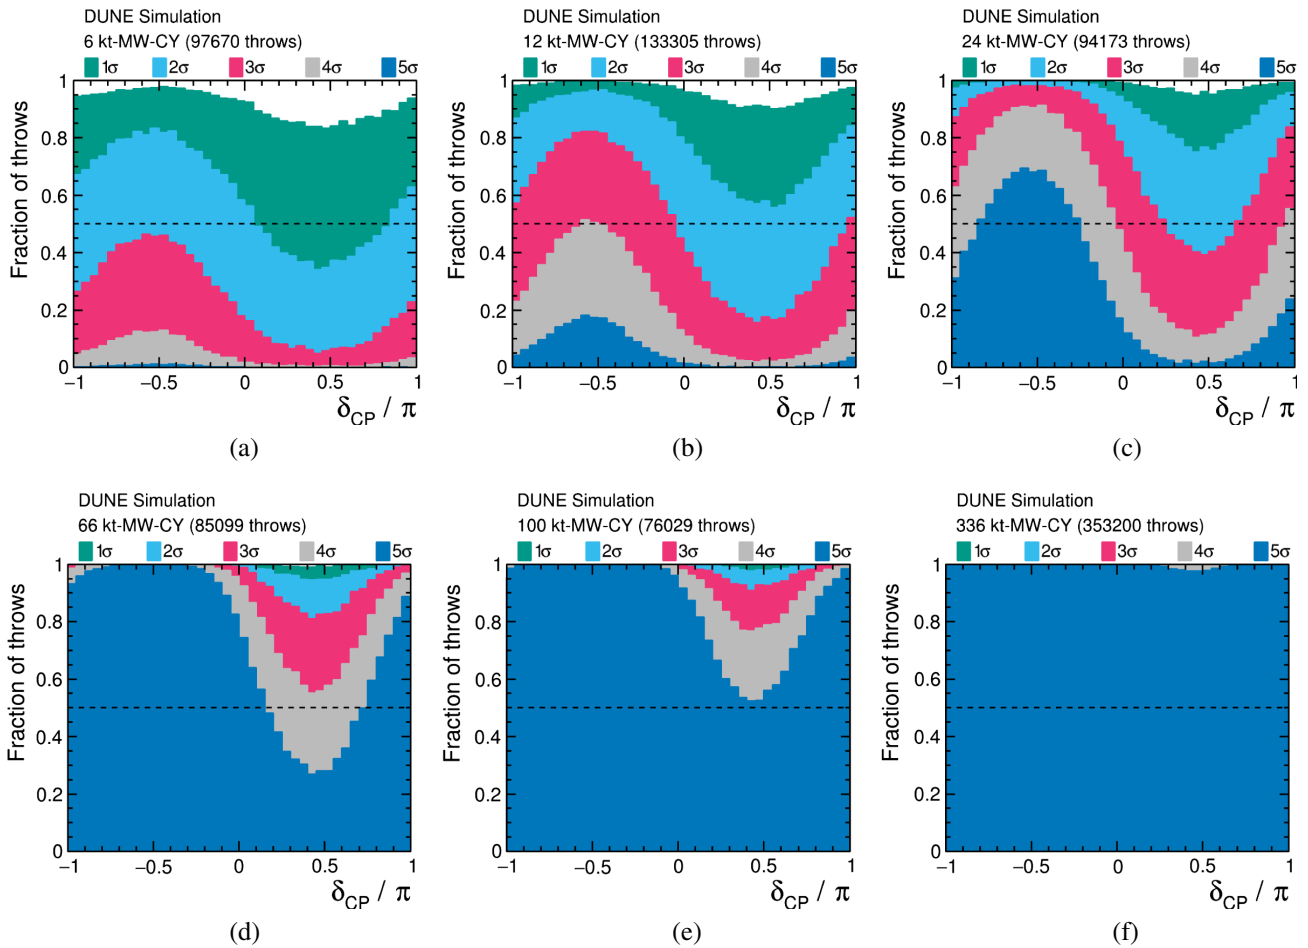 DUNE Simulation
6 kt-MW-CY (97670 throws)
1σ 2σ 3σ 4σ 5σ
Fraction of throws
1
0.8
0.6
0.4
0.2
0
−1 −0.5 0 0.5 1
δCP / π
(a)
DUNE Simulation
12 kt-MW-CY (133305 throws)
1σ 2σ 3σ 4σ 5σ
Fraction of throws
1
0.8
0.6
0.4
0.2
0
−1 −0.5 0 0.5 1
δCP / π
(b)
DUNE Simulation
24 kt-MW-CY (94173 throws)
1σ 2σ 3σ 4σ 5σ
Fraction of throws
1
0.8
0.6
0.4
0.2
0
−1 −0.5 0 0.5 1
δCP / π
(c)
DUNE Simulation
66 kt-MW-CY (85099 throws)
1σ 2σ 3σ 4σ 5σ
Fraction of throws
1
0.8
0.6
0.4
0.2
0
−1 −0.5 0 0.5 1
δCP / π
(d)
DUNE Simulation
100 kt-MW-CY (76029 throws)
1σ 2σ 3σ 4σ 5σ
Fraction of throws
1
0.8
0.6
0.4
0.2
0
−1 −0.5 0 0.5 1
δCP / π
(e)
DUNE Simulation
336 kt-MW-CY (353200 throws)
1σ 2σ 3σ 4σ 5σ
Fraction of throws
1
0.8
0.6
0.4
0.2
0
−1 −0.5 0 0.5 1
δCP / π
(f)